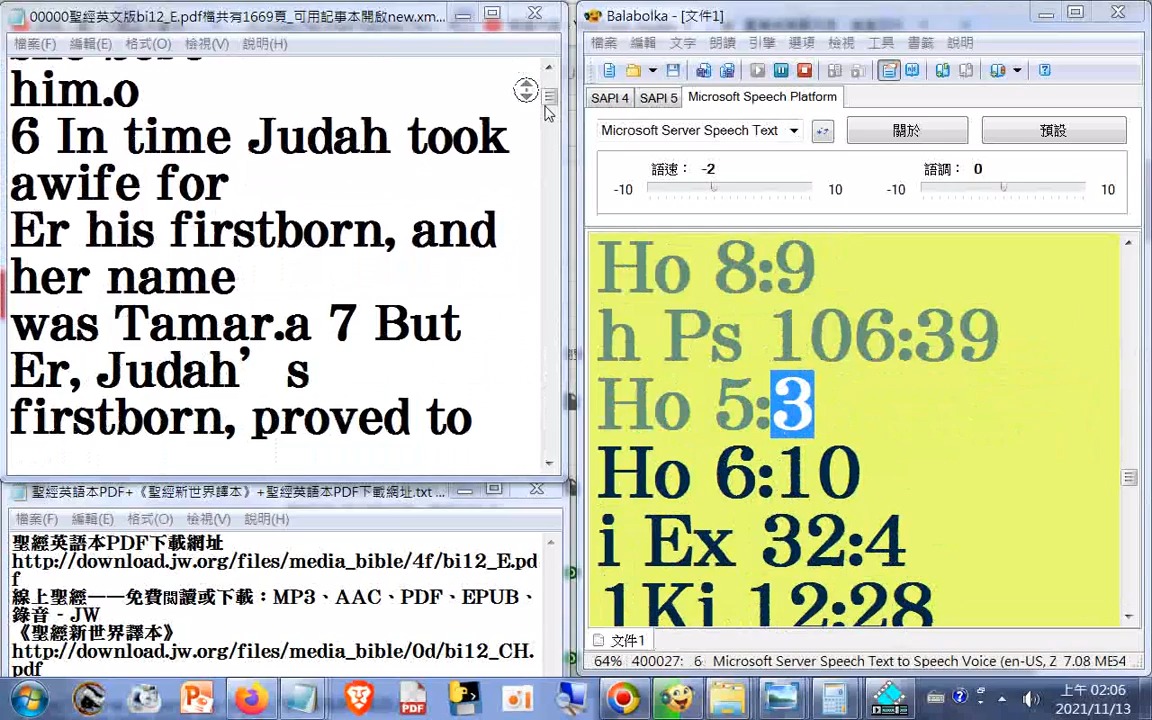 00000聖經英文版bi12_E.pdf檔共有1669頁_可用記事本開啟new.xm...
檔案(F) 編輯(E) 格式(O) 檢視(V) 說明(H)
him.o
6 In time Judah took
awife for
Er his firstborn, and
her name
was Tamar.a 7 But
Er, Judah’s
firstborn, proved to
聖經英語本PDF+《聖經新世界譯本》+聖經英語本PDF下載網址.txt ...
檔案(F) 編輯(E) 格式(O) 檢視(V) 說明(H)
聖經英語本PDF下載網址
http://download.jw.org/files/media_bible/4f/bi12_E.pd
f
線上聖經——免費閱讀或下載：MP3、AAC、PDF、EPUB、
錄音 - JW
《聖經新世界譯本》
http://download.jw.org/files/media_bible/0d/bi12_CH.
pdf
Balabolka - [文件1]
檔案 編輯 文字 朗讀 引擎 選項 檢視 工具 書籤 說明
SAPI 4 SAPI 5 Microsoft Speech Platform
Microsoft Server Speech Text 關於 預設
語速： -2 語調： 0
-10 10 -10 10
Ho 8:9
h Ps 106:39
Ho 5:3
Ho 6:10
i Ex 32:4
1Ki 12:28
文件1
64% 400027: 6 Microsoft Server Speech Text to Speech Voice (en-US, Z 7.08 ME54
PDF
上午 02:06
2021/11/13